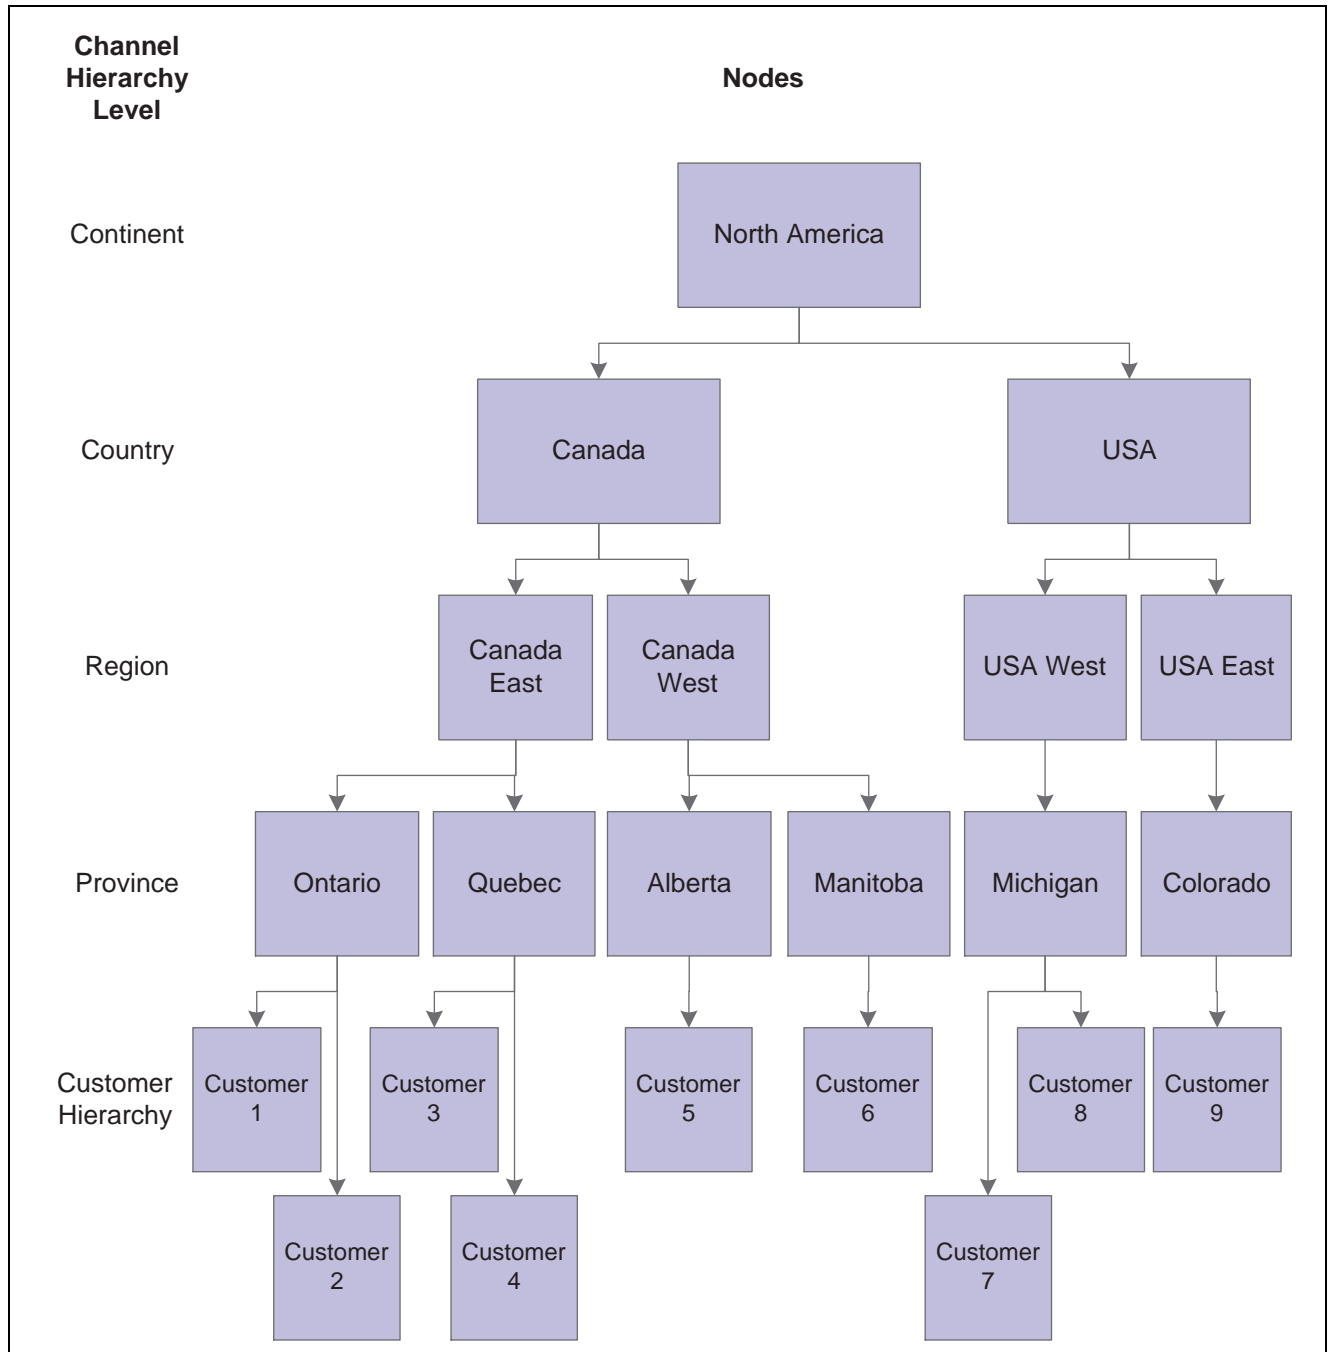 Channel
Hierarchy
Level
Nodes
Continent
North America
Country
Canada
USA
Region
Canada
East
Canada
West
USA West
USA East
Province
Ontario
Quebec
Alberta
Manitoba
Michigan
Colorado
Customer
Hierarchy
Customer
1
Customer
3
Customer
5
Customer
6
Customer
8
Customer
9
Customer
2
Customer
4
Customer
7